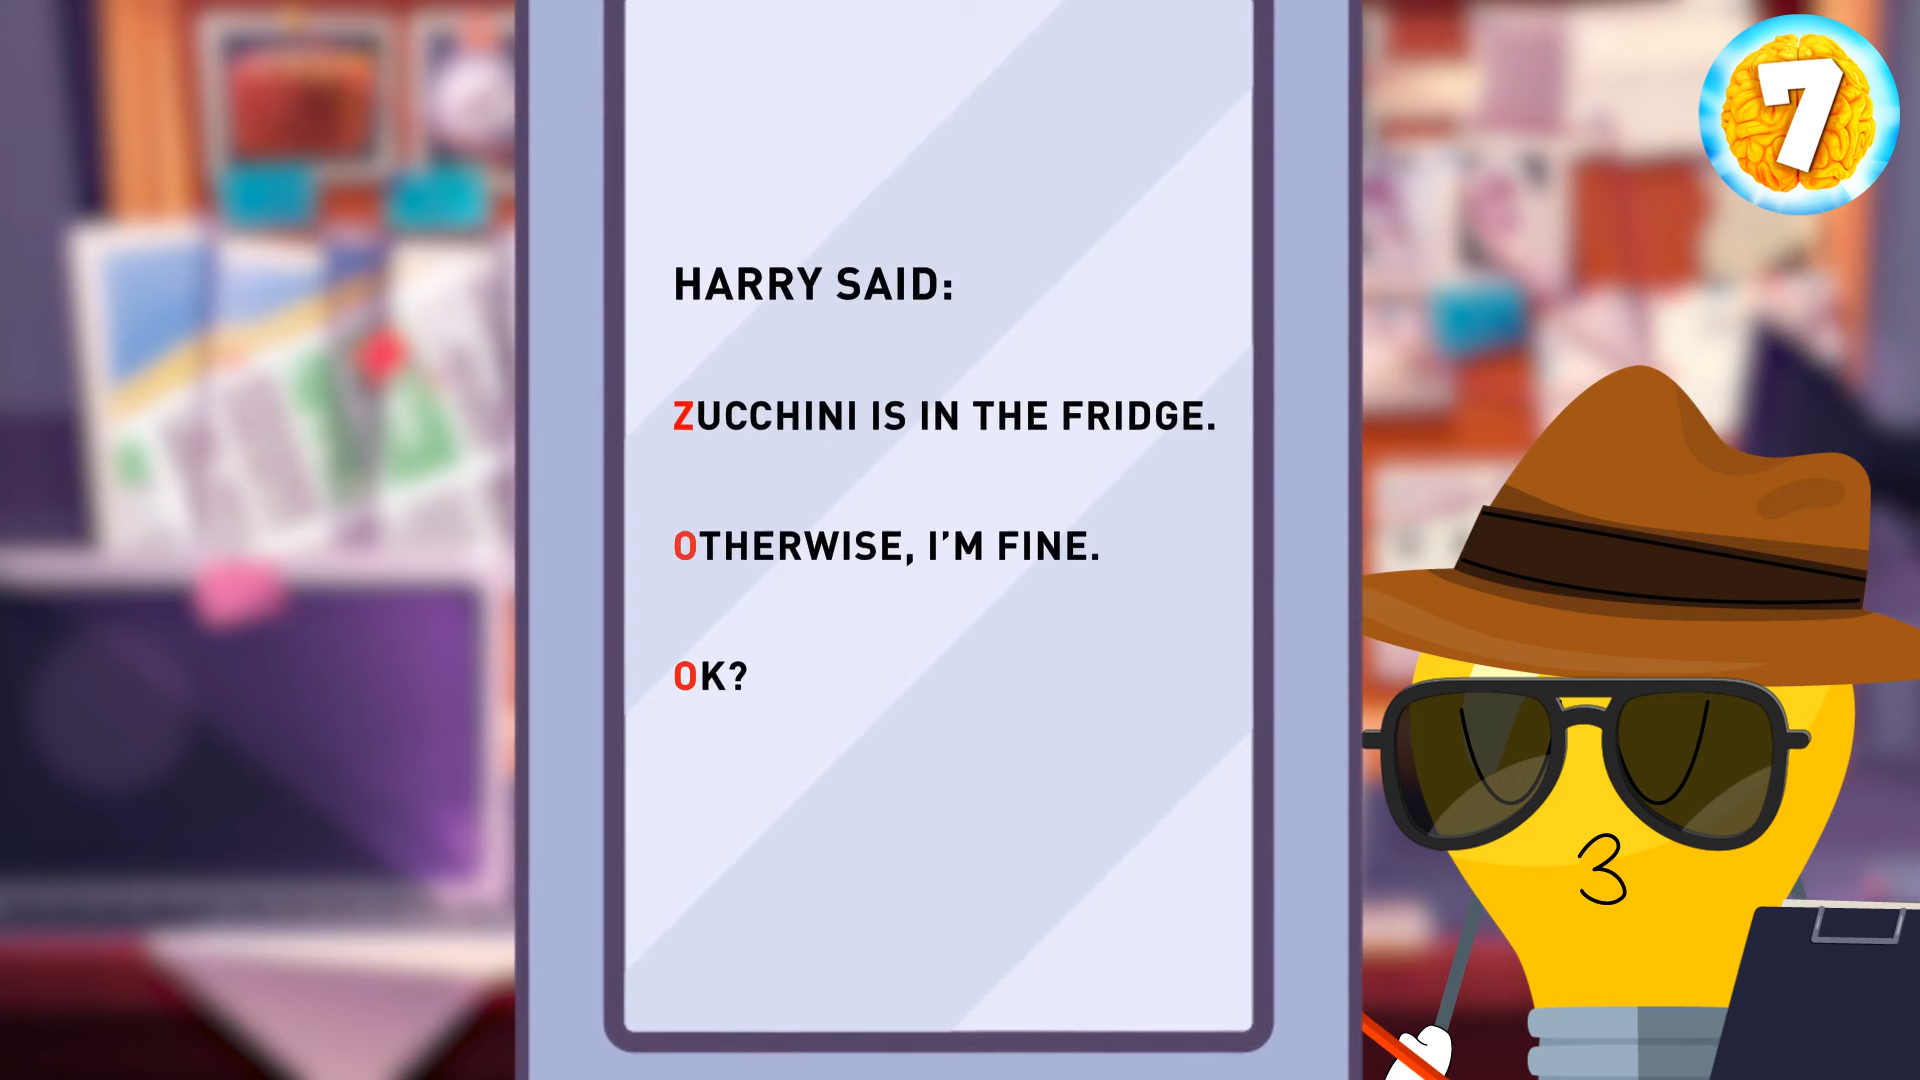 7
HARRY SAID:
ZUCCHINI IS IN THE FRIDGE.
OTHERWISE, I'M FINE.
OK?